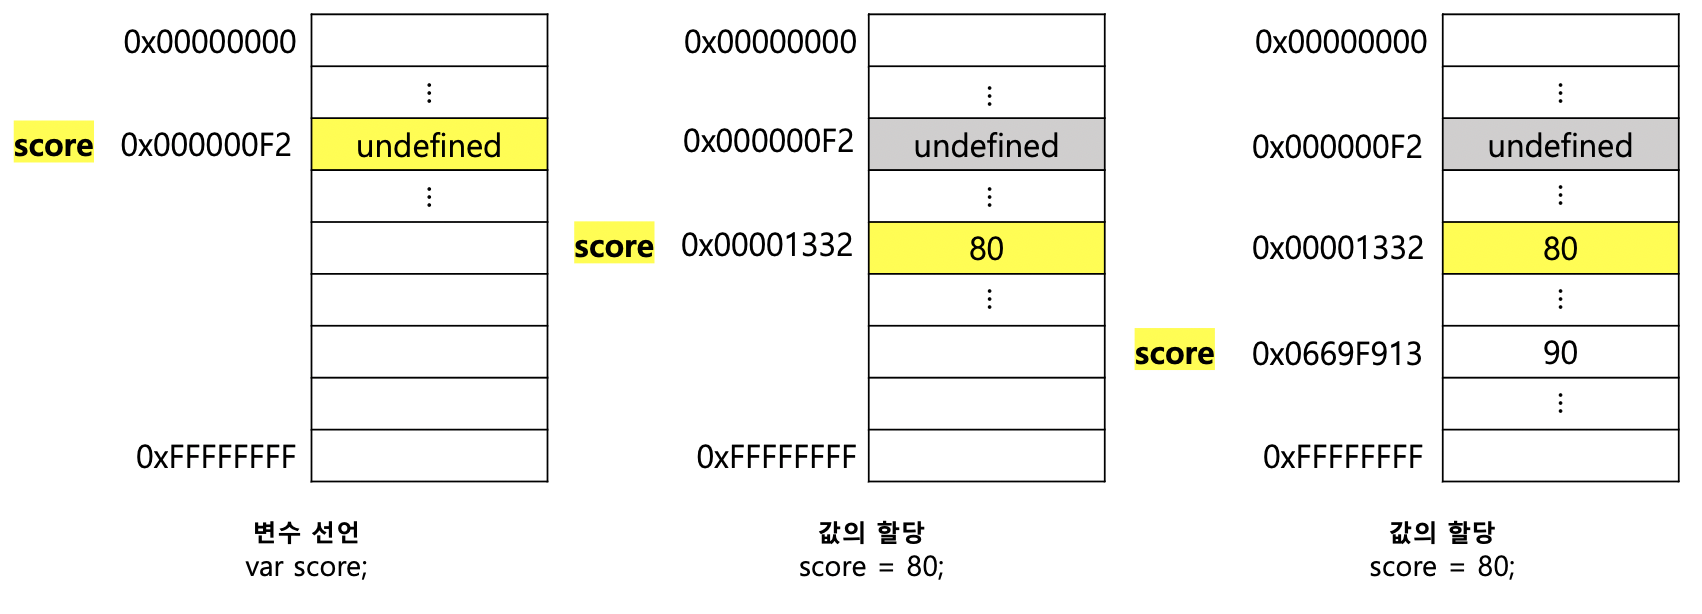 0x00000000
⋮
score 0x000000F2 undefined
⋮
0xFFFFFFFF
변수 선언
var score;
0x00000000
⋮
0x000000F2 undefined
⋮
score 0x00001332 80
⋮
0xFFFFFFFF
값의 할당
score = 80;
0x00000000
⋮
0x000000F2 undefined
⋮
0x00001332 80
⋮
score 0x0669F913 90
⋮
0xFFFFFFFF
값의 할당
score = 80;